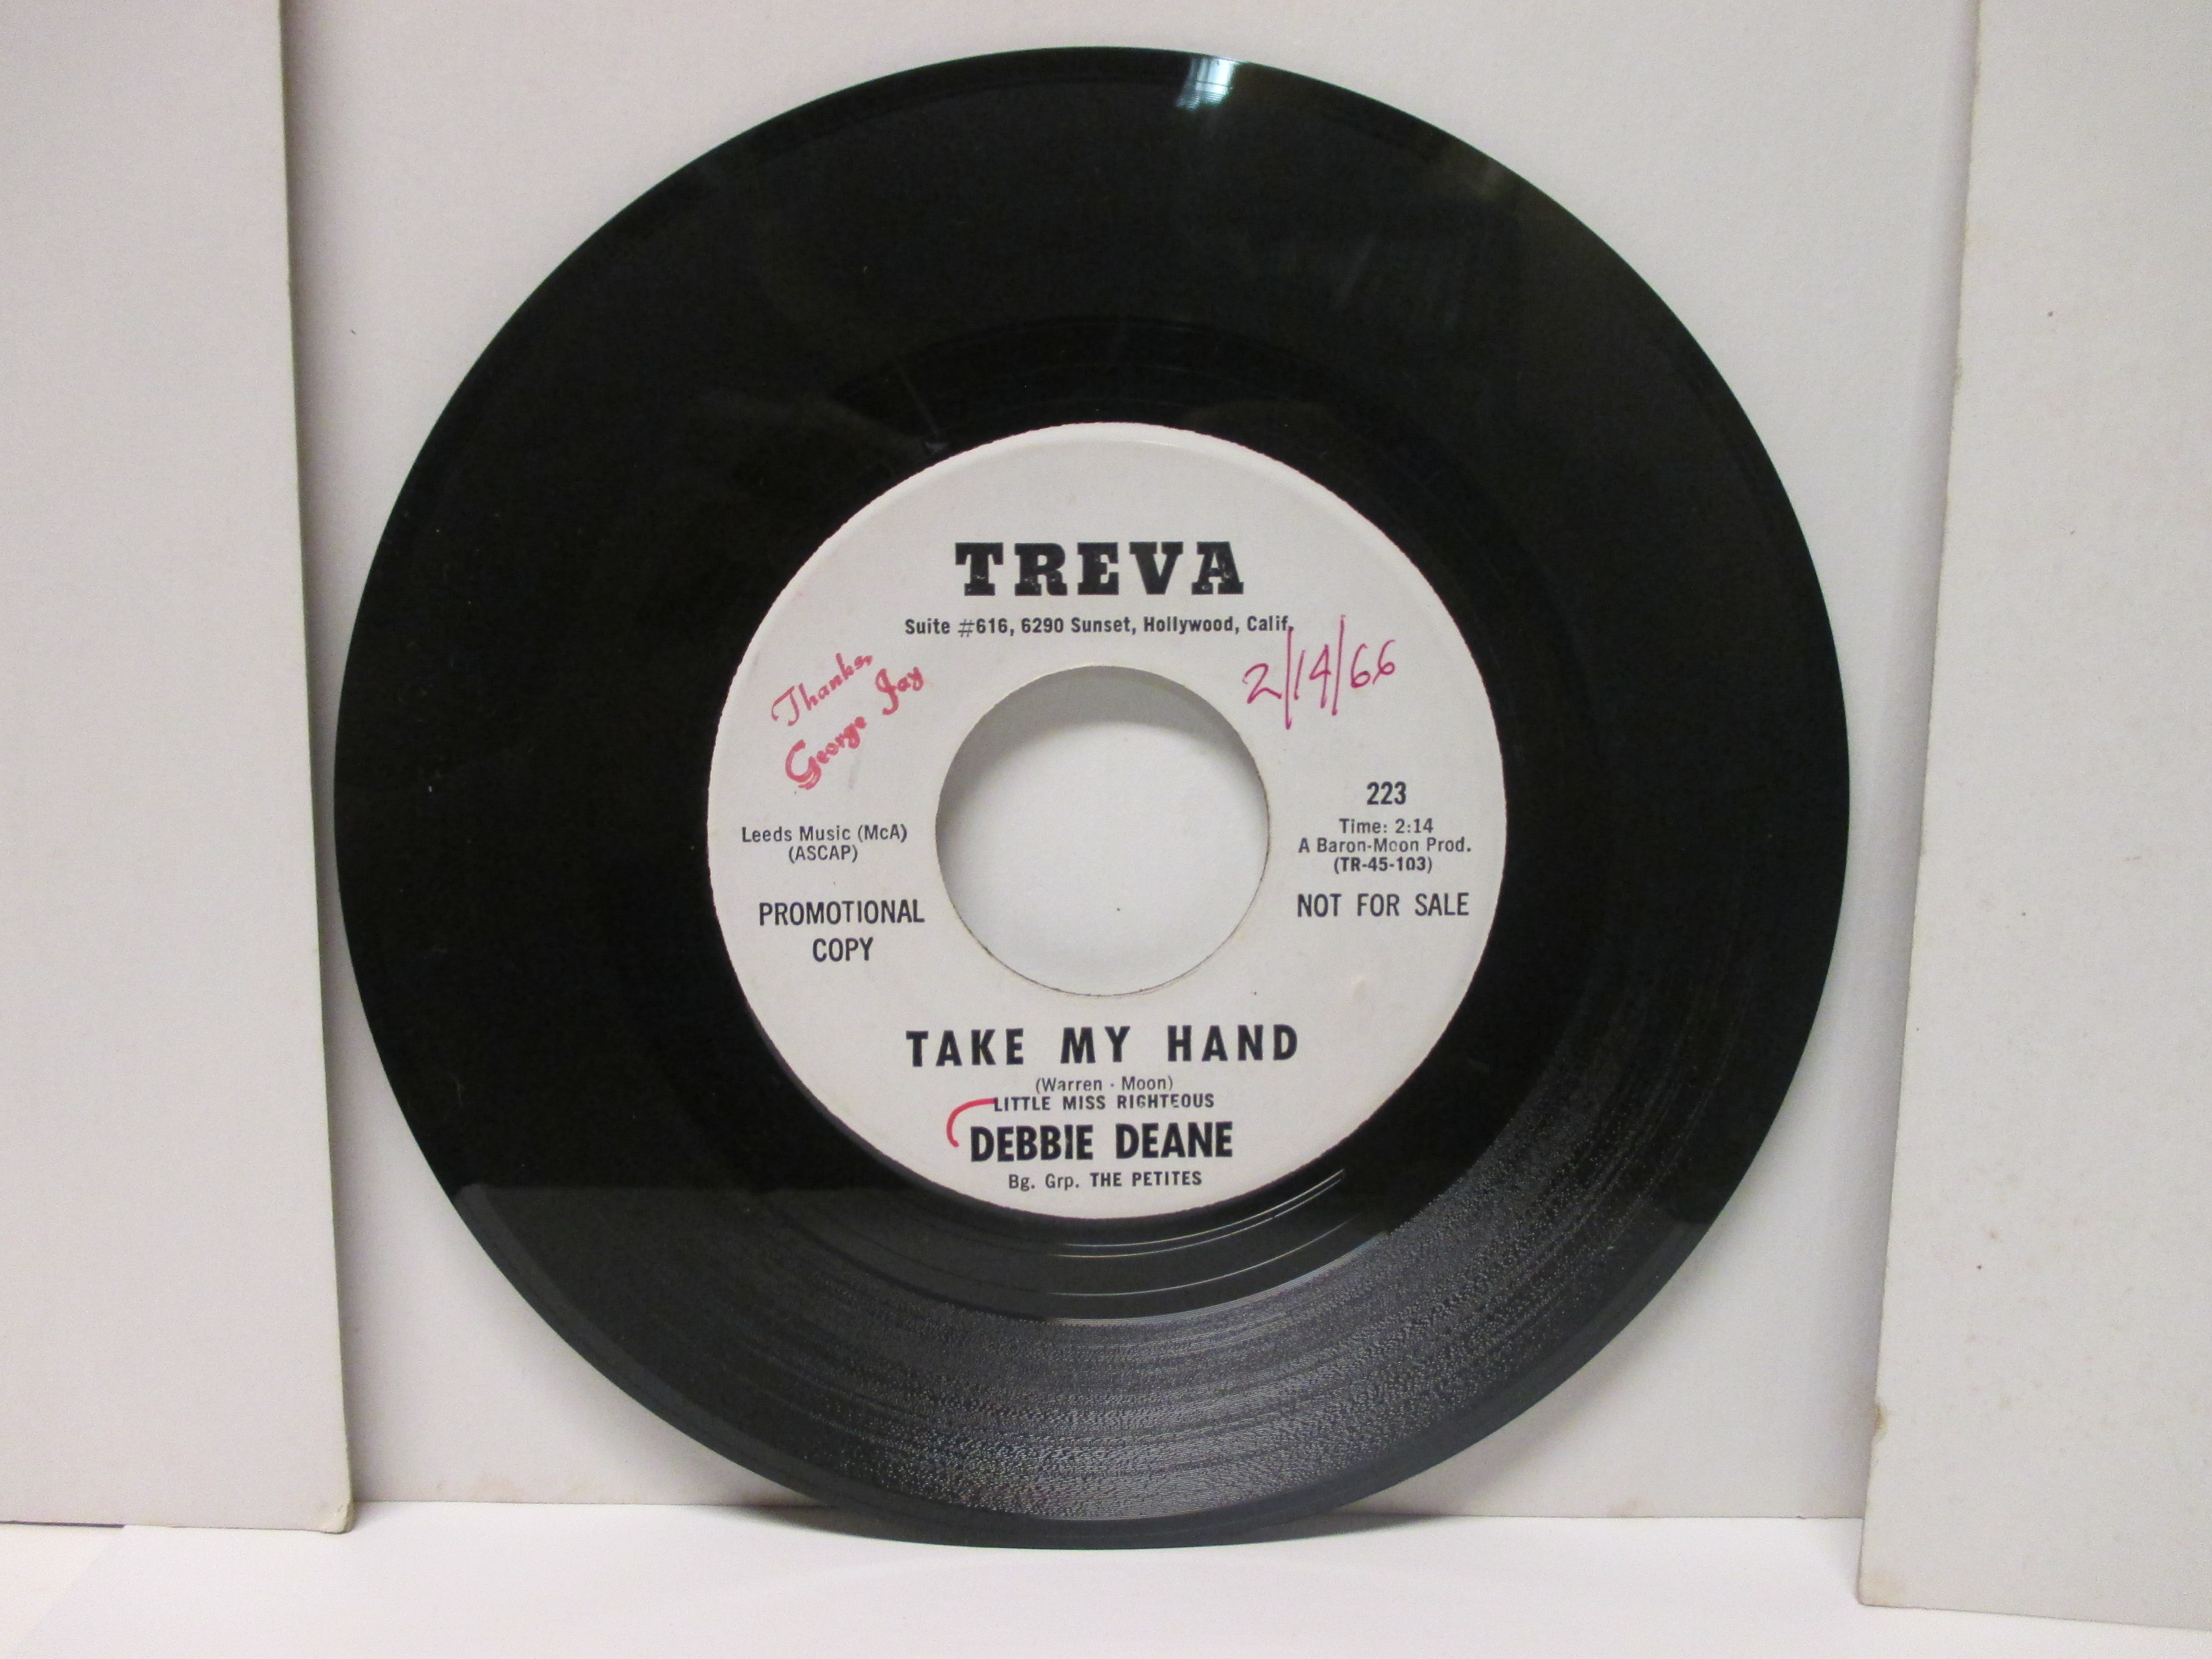 TREVA
Suite #616, 6290 Sunset, Hollywood, Calif.
Thanks,
George Jay
2/14/66
Leeds Music (McA)
(ASCAP)
PROMOTIONAL
COPY
223
Time: 2:14
A Baron-Moon Prod.
(TR-45-103)
NOT FOR SALE
TAKE MY HAND
(Warren - Moon)
LITTLE MISS RIGHTEOUS
DEBBIE DEANE
Bg. Grp. THE PETITES